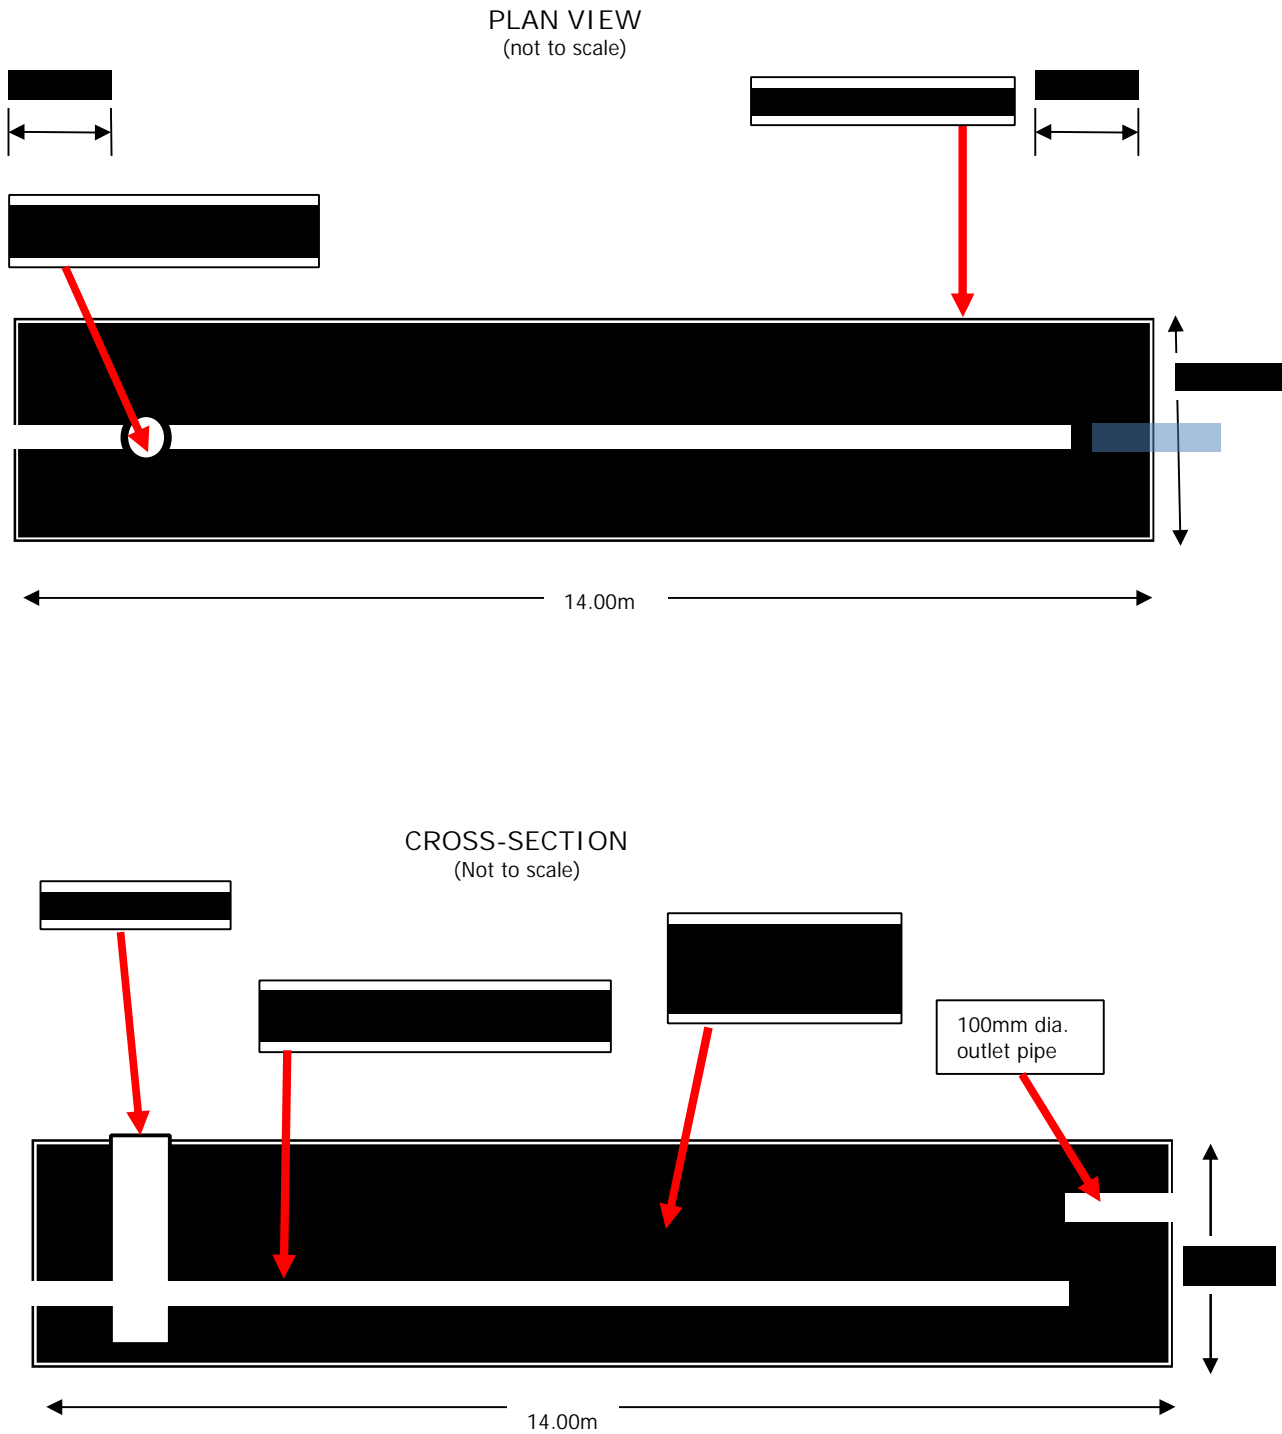 PLAN VIEW
(not to scale)
14.00m
CROSS-SECTION
(Not to scale)
100mm dia.
outlet pipe
14.00m